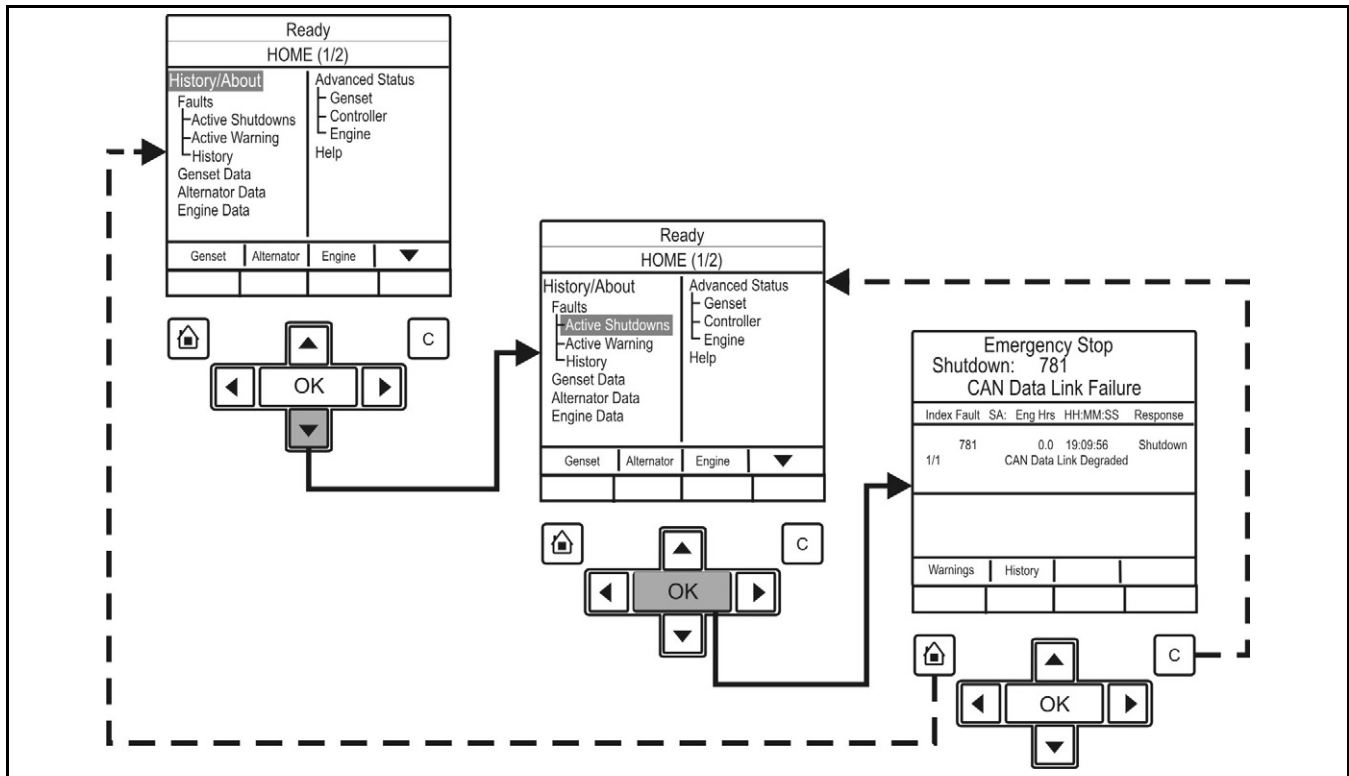 Ready
HOME (1/2)
History/About
Faults
Active Shutdowns
Active Warning
History
Genset Data
Alternator Data
Engine Data
Advanced Status
Genset
Controller
Engine
Help
Genset Alternator Engine
C
OK
Ready
HOME (1/2)
History/About
Faults
Active Shutdowns
Active Warning
History
Genset Data
Alternator Data
Engine Data
Advanced Status
Genset
Controller
Engine
Help
Genset Alternator Engine
C
OK
Emergency Stop
Shutdown: 781
CAN Data Link Failure
Index Fault SA: Eng Hrs HH:MM:SS Response
781 0.0 19:09:56 Shutdown
1/1 CAN Data Link Degraded
Warnings History
C
OK